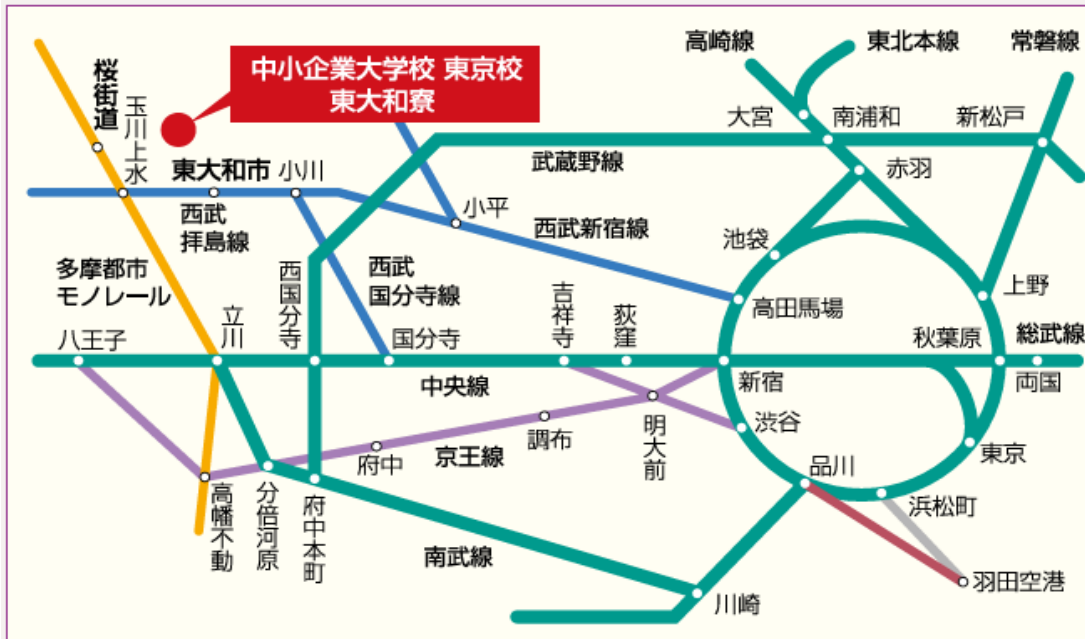 高崎線
東北本線
常磐線
中小企業大学校 東京校
東大和寮
桜街道
玉川上水
大宮
南浦和
新松戸
武蔵野線
赤羽
東大和市
小川
小平
西武
拝島線
西武新宿線
池袋
多摩都市
モノレール
西国分寺
西武
国分寺線
吉祥寺
荻窪
高田馬場
上野
八王子
立川
国分寺
秋葉原
総武線
中央線
新宿
両国
明大前
渋谷
調布
府中
京王線
東京
品川
浜松町
高幡不動
分倍河原
府中本町
南武線
羽田空港
川崎